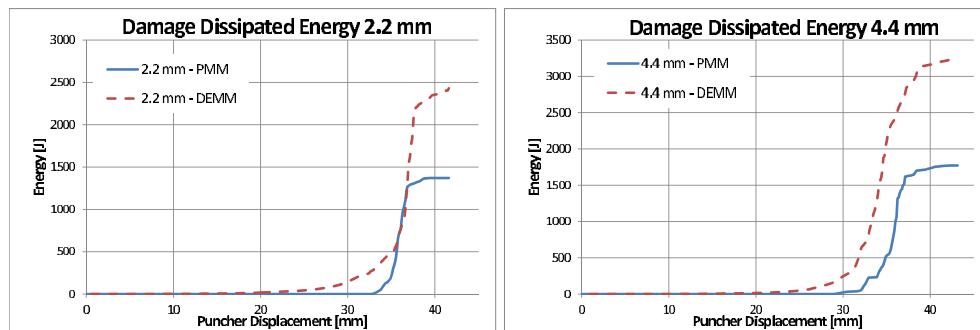 Damage Dissipated Energy 2.2 mm
3000
2500
2000
1500
1000
500
0
Energy [J]
2.2 mm - PMM
2.2 mm - DEMM
0 10 20 30 40
Puncher Displacement [mm]
Damage Dissipated Energy 4.4 mm
3500
3000
2500
2000
1500
1000
500
0
Energy [J]
4.4 mm - PMM
4.4 mm - DEMM
0 10 20 30 40
Puncher Displacement [mm]